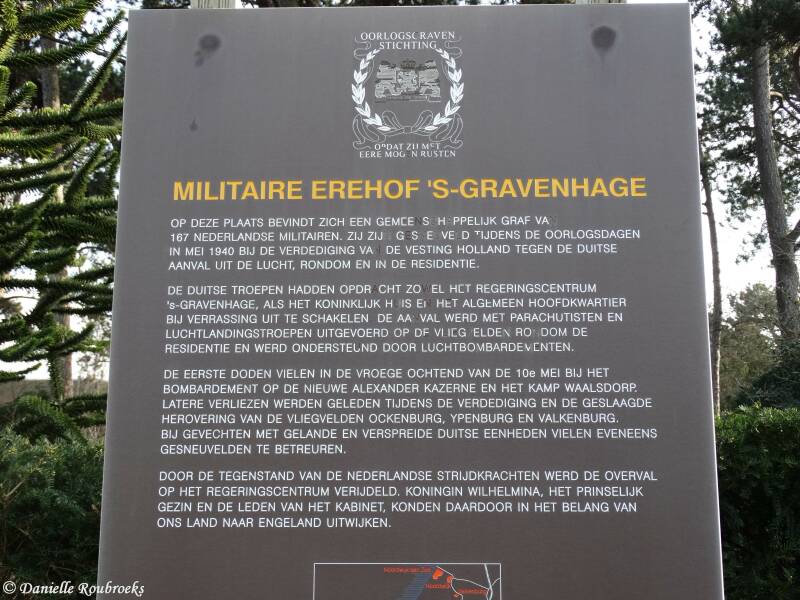 OORLOGSGRAVEN
STICHTING
OPDAT ZIJ MET
EERE MOGEN RUSTEN
MILITAIRE EREHOF 'S-GRAVENHAGE
OP DEZE PLAATS BEVINDT ZICH EEN GEMEENSCHAPPELIJK GRAF VAN
167 NEDERLANDSE MILITAIREN. ZIJ ZIJN GESNEUVELD TIJDENS DE OORLOGSDAGEN
IN MEI 1940 BIJ DE VERDEDIGING VAN DE VESTING HOLLAND TEGEN DE DUITSE
AANVAL UIT DE LUCHT, RONDOM EN IN DE RESIDENTIE.
DE DUITSE TROEPEN HADDEN OPDRACHT ZOWEL HET REGERINGSCENTRUM
's-GRAVENHAGE, ALS HET KONINKLIJK HUIS EN HET ALGEMEEN HOOFDKWARTIER
BIJ VERRASSING UIT TE SCHAKELEN. DE AANVAL WERD MET PARACHUTISTEN EN
LUCHTLANDINGSTROEPEN UITGEVOERD OP DE VLIEGVELDEN RONDOM DE
RESIDENTIE EN WERD ONDERSTEUND DOOR LUCHTBOMBARDEMENTEN.
DE EERSTE DODEN VIELEN IN DE VROEGE OCHTEND VAN DE 10e MEI BIJ HET
BOMBARDEMENT OP DE NIEUWE ALEXANDER KAZERNE EN HET KAMP WAALSDORP.
LATERE VERLIEZEN WERDEN GELEDEN TIJDENS DE VERDEDIGING EN DE GESLAAGDE
HEROVERING VAN DE VLIEGVELDEN OCKENBURG, YPENBURG EN VALKENBURG.
BIJ GEVECHTEN MET GELANDE EN VERSPREIDE DUITSE EENHEDEN VIELEN EVENEENS
GESNEUVELDEN TE BETREUREN.
DOOR DE TEGENSTAND VAN DE NEDERLANDSE STRIJDKRACHTEN WERD DE OVERVAL
OP HET REGERINGSCENTRUM VERIJDELD. KONINGIN WILHELMINA, HET PRINSELIJK
GEZIN EN DE LEDEN VAN HET KABINET, KONDEN DAARDOOR IN HET BELANG VAN
ONS LAND NAAR ENGELAND UITWIJKEN.
© Danielle Roubroeks